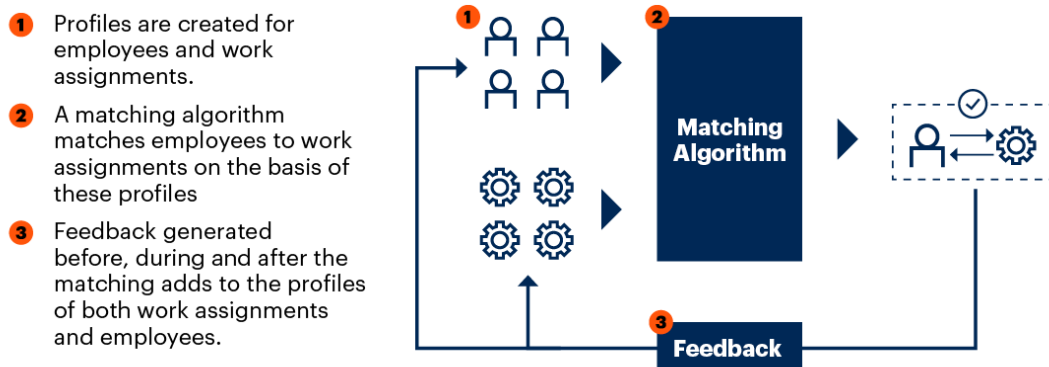 1 Profiles are created for
employees and work
assignments.
2 A matching algorithm
matches employees to work
assignments on the basis of
these profiles
3 Feedback generated
before, during and after the
matching adds to the profiles
of both work assignments
and employees.
1
2
Matching
Algorithm
3
Feedback